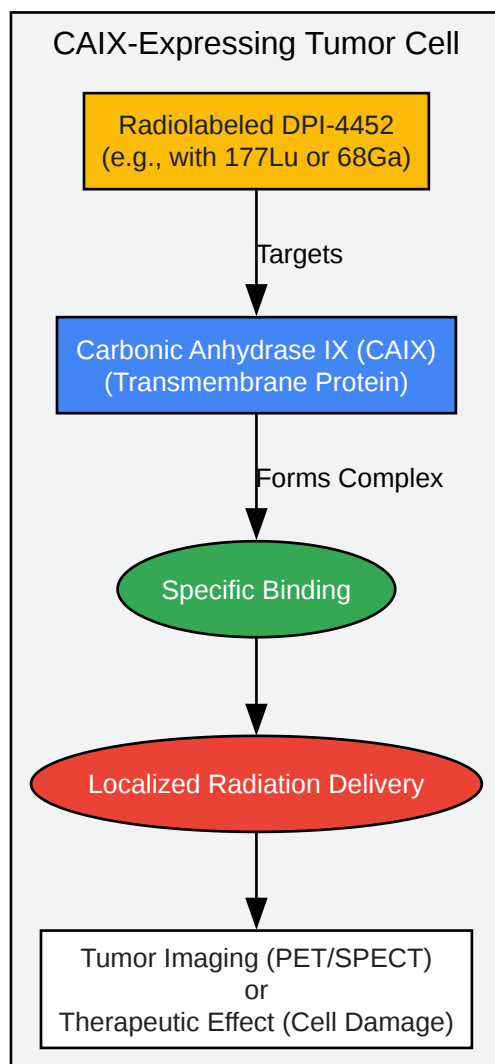 CAIX-Expressing Tumor Cell
Radiolabeled DPI-4452
(e.g., with 177Lu or 68Ga)
Targets
Carbonic Anhydrase IX (CAIX)
(Transmembrane Protein)
Forms Complex
Specific Binding
Localized Radiation Delivery
Tumor Imaging (PET/SPECT)
or
Therapeutic Effect (Cell Damage)